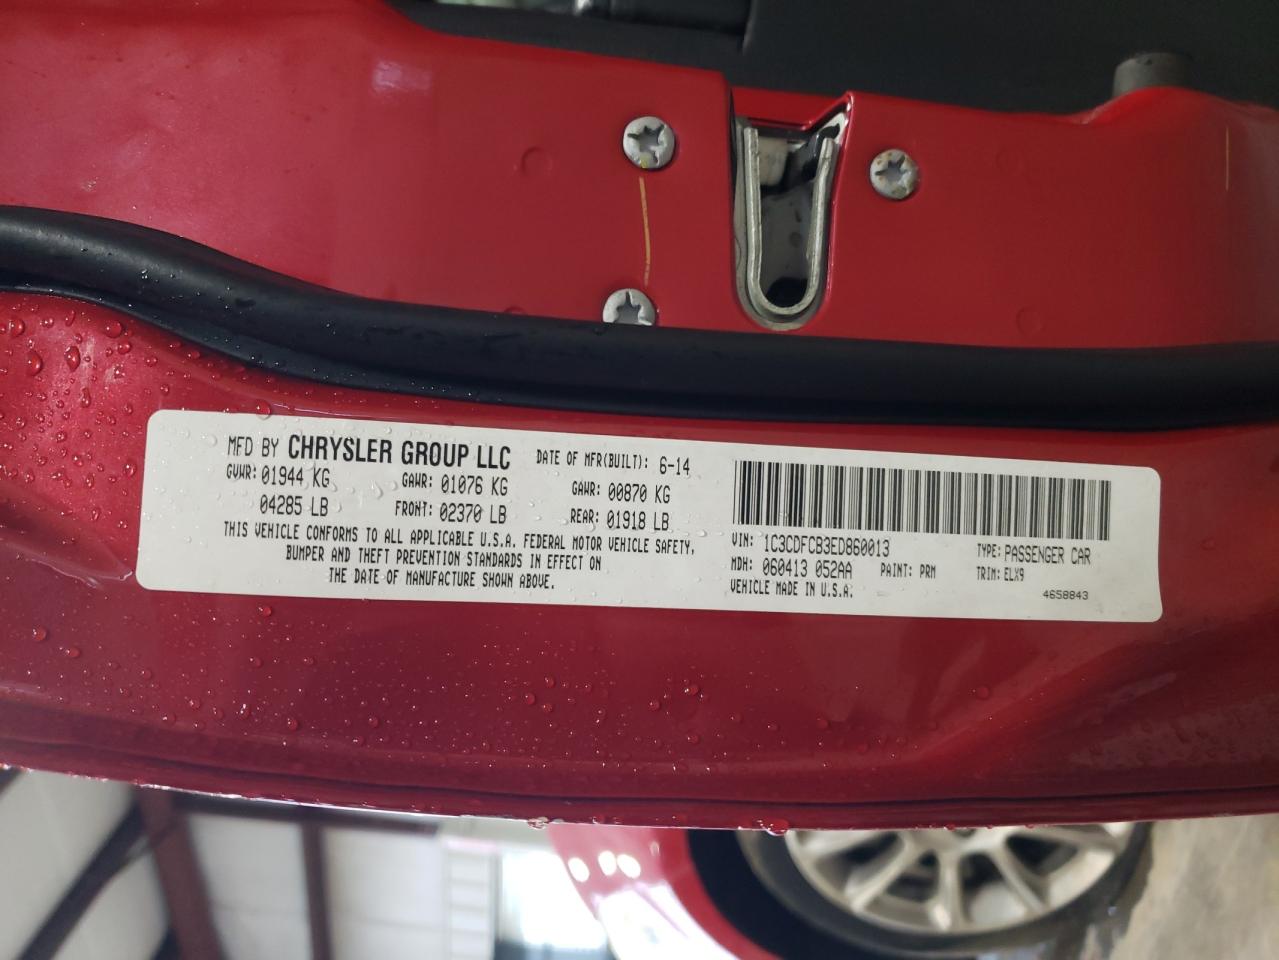 MFD BY CHRYSLER GROUP LLC DATE OF MFR(BUILT): 6-14
GVWR: 01944 KG GAWR: 01076 KG GAWR: 00870 KG
04285 LB FRONT: 02370 LB REAR: 01918 LB
THIS VEHICLE CONFORMS TO ALL APPLICABLE U.S.A. FEDERAL MOTOR VEHICLE SAFETY,
BUMPER AND THEFT PREVENTION STANDARDS IN EFFECT ON
THE DATE OF MANUFACTURE SHOWN ABOVE.
VIN: 1C3CDFCB3ED860013 TYPE: PASSENGER CAR
MDH: 060413 052AA PAINT: PRM TRIM: ELX9
VEHICLE MADE IN U.S.A. 4658843